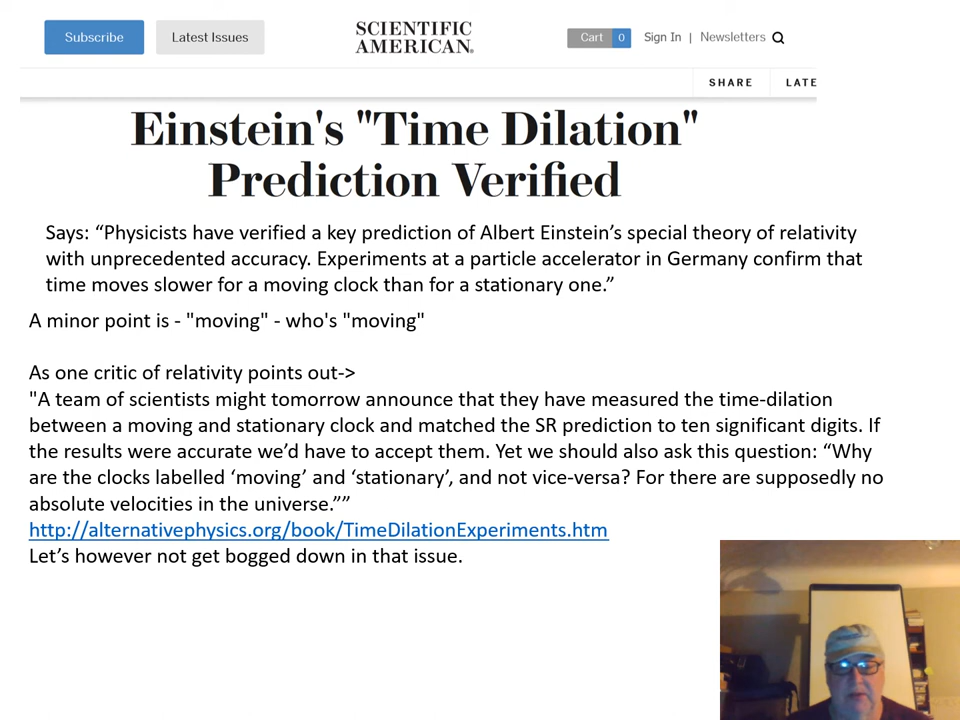 Subscribe
Latest Issues
SCIENTIFIC
AMERICAN®
Cart 0
Sign In | Newsletters
SHARE
LATE
Einstein's "Time Dilation"
Prediction Verified
Says: “Physicists have verified a key prediction of Albert Einstein’s special theory of relativity
with unprecedented accuracy. Experiments at a particle accelerator in Germany confirm that
time moves slower for a moving clock than for a stationary one.”
A minor point is - "moving" - who's "moving"
As one critic of relativity points out->
"A team of scientists might tomorrow announce that they have measured the time-dilation
between a moving and stationary clock and matched the SR prediction to ten significant digits. If
the results were accurate we’d have to accept them. Yet we should also ask this question: “Why
are the clocks labelled ‘moving’ and ‘stationary’, and not vice-versa? For there are supposedly no
absolute velocities in the universe.””
http://alternativephysics.org/book/TimeDilationExperiments.htm
Let’s however not get bogged down in that issue.